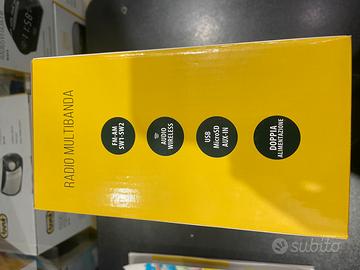 RADIO MULTIBANDA
FM-AM
SW1-SW2
AUDIO
WIRELESS
USB
MicroSD
AUX-IN
DOPPIA
ALIMENTAZIONE
subito